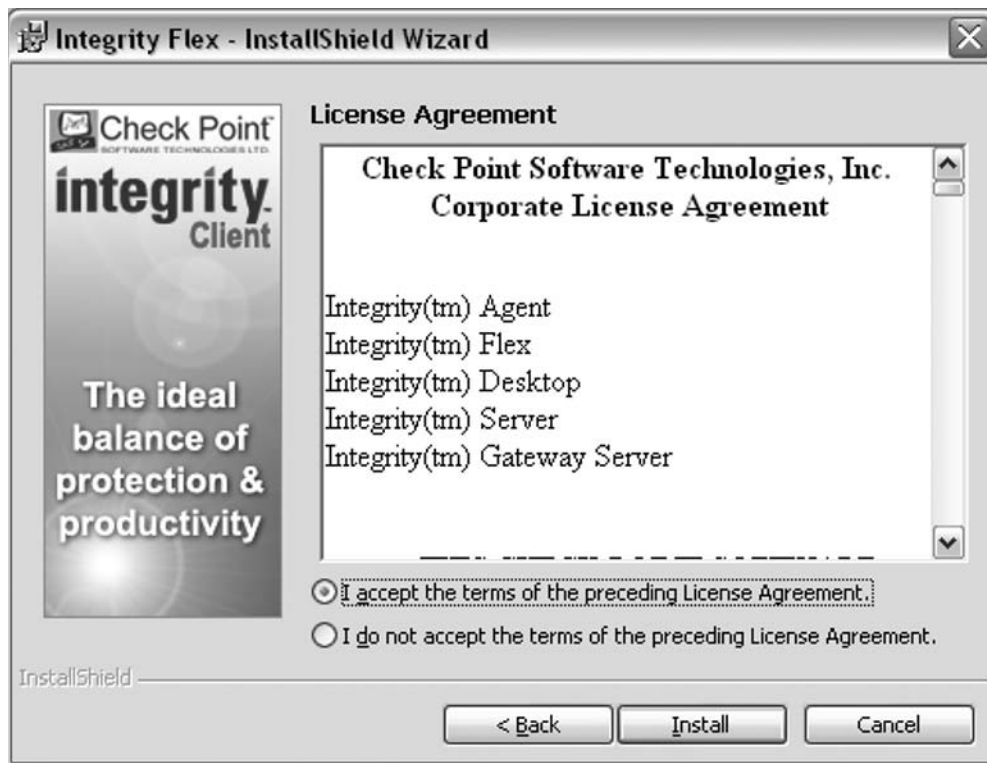 Integrity Flex - InstallShield Wizard
Check Point
SOFTWARE TECHNOLOGIES LTD.
integrity
Client
The ideal
balance of
protection &
productivity
License Agreement
Check Point Software Technologies, Inc.
Corporate License Agreement
Integrity(tm) Agent
Integrity(tm) Flex
Integrity(tm) Desktop
Integrity(tm) Server
Integrity(tm) Gateway Server
I accept the terms of the preceding License Agreement.
I do not accept the terms of the preceding License Agreement.
InstallShield
< Back
Install
Cancel